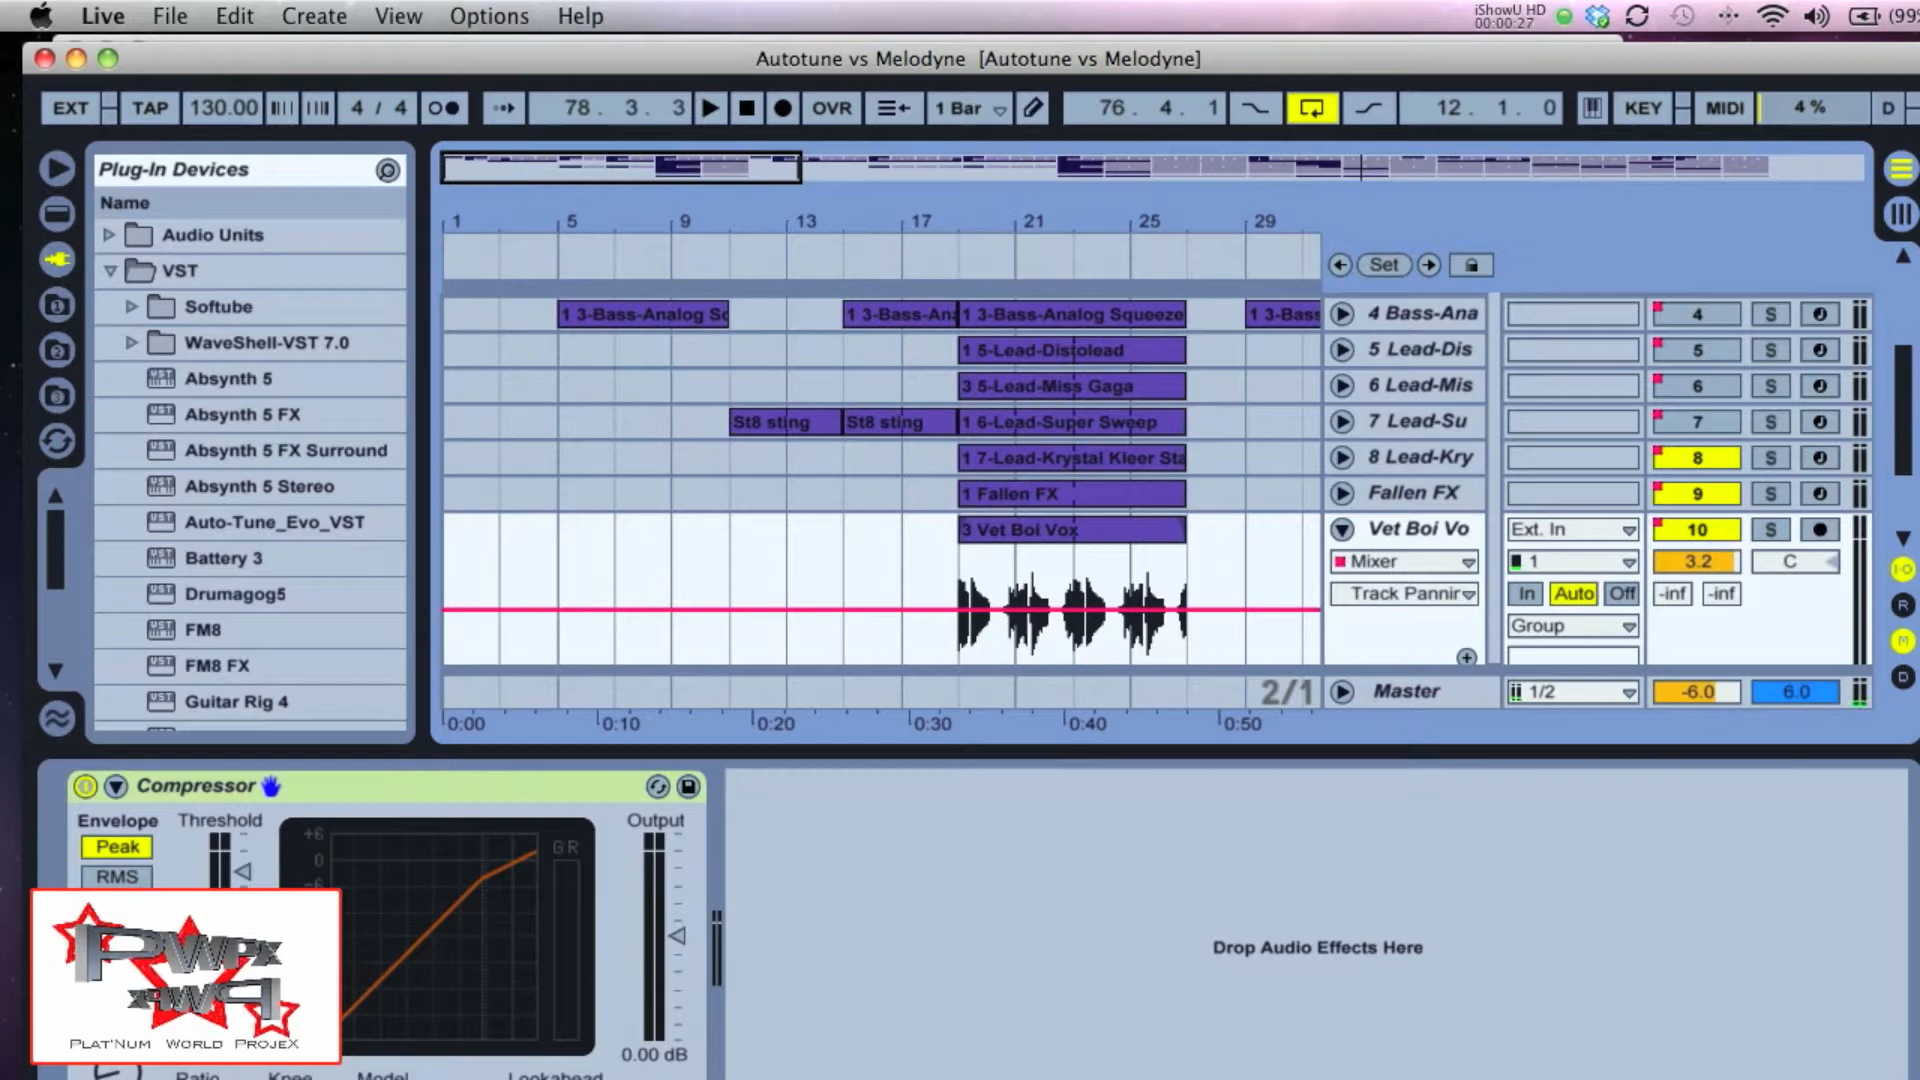 Live File Edit Create View Options Help iShowU HD 00:00:27
Autotune vs Melodyne [Autotune vs Melodyne]
EXT TAP 130.00 4 / 4 78. 3. 3 OVR 1 Bar 76. 4. 1 12. 1. 0 KEY MIDI 4 % D
Plug-In Devices
Name
Audio Units
VST
Softube
WaveShell-VST 7.0
Absynth 5
Absynth 5 FX
Absynth 5 FX Surround
Absynth 5 Stereo
Auto-Tune_Evo_VST
Battery 3
Drumagog5
FM8
FM8 FX
Guitar Rig 4
1 5 9 13 17 21 25 29
Set
1 3-Bass-Analog Sq 1 3-Bass-Ana 1 3-Bass-Analog Squeeze 1 3-Bass 4 Bass-Ana 4 S
1 5-Lead-Distolead 5 Lead-Dis 5 S
3 5-Lead-Miss Gaga 6 Lead-Mis 6 S
St8 sting St8 sting 1 6-Lead-Super Sweep 7 Lead-Su 7 S
1 7-Lead-Krystal Kleer Sta 8 Lead-Kry 8 S
1 Fallen FX Fallen FX 9 S
3 Vet Boi Vox Vet Boi Vo Ext. In 10 S
Mixer 1 3.2 C
Track Pannir In Auto Off -inf -inf
Group
2/1 Master 1/2 -6.0 6.0
0:00 0:10 0:20 0:30 0:40 0:50
I-O
R
M
D
Compressor
Envelope Threshold Output
Peak
RMS
+6
0
-6
GR
0.00 dB
Drop Audio Effects Here
PWPX
PWPX
PLAT'NUM WORLD PROJEX
Ratio Knee Model Lookahead